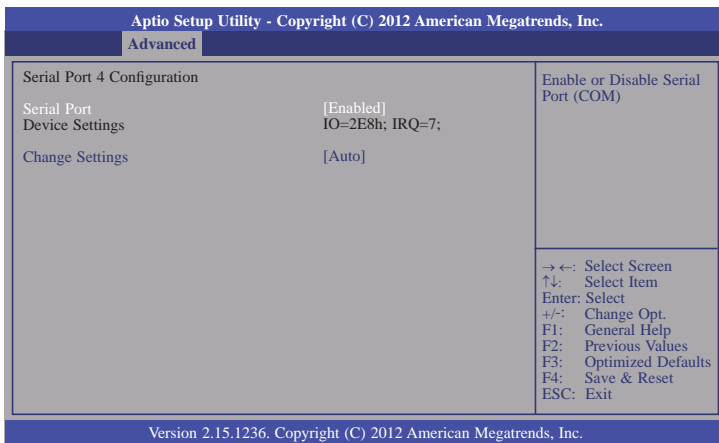 Aptio Setup Utility - Copyright (C) 2012 American Megatrends, Inc.
Advanced
Serial Port 4 Configuration
Serial Port [Enabled]
Device Settings IO=2E8h; IRQ=7;
Change Settings [Auto]
Enable or Disable Serial
Port (COM)
→←: Select Screen
↑↓: Select Item
Enter: Select
+/-: Change Opt.
F1: General Help
F2: Previous Values
F3: Optimized Defaults
F4: Save & Reset
ESC: Exit
Version 2.15.1236. Copyright (C) 2012 American Megatrends, Inc.